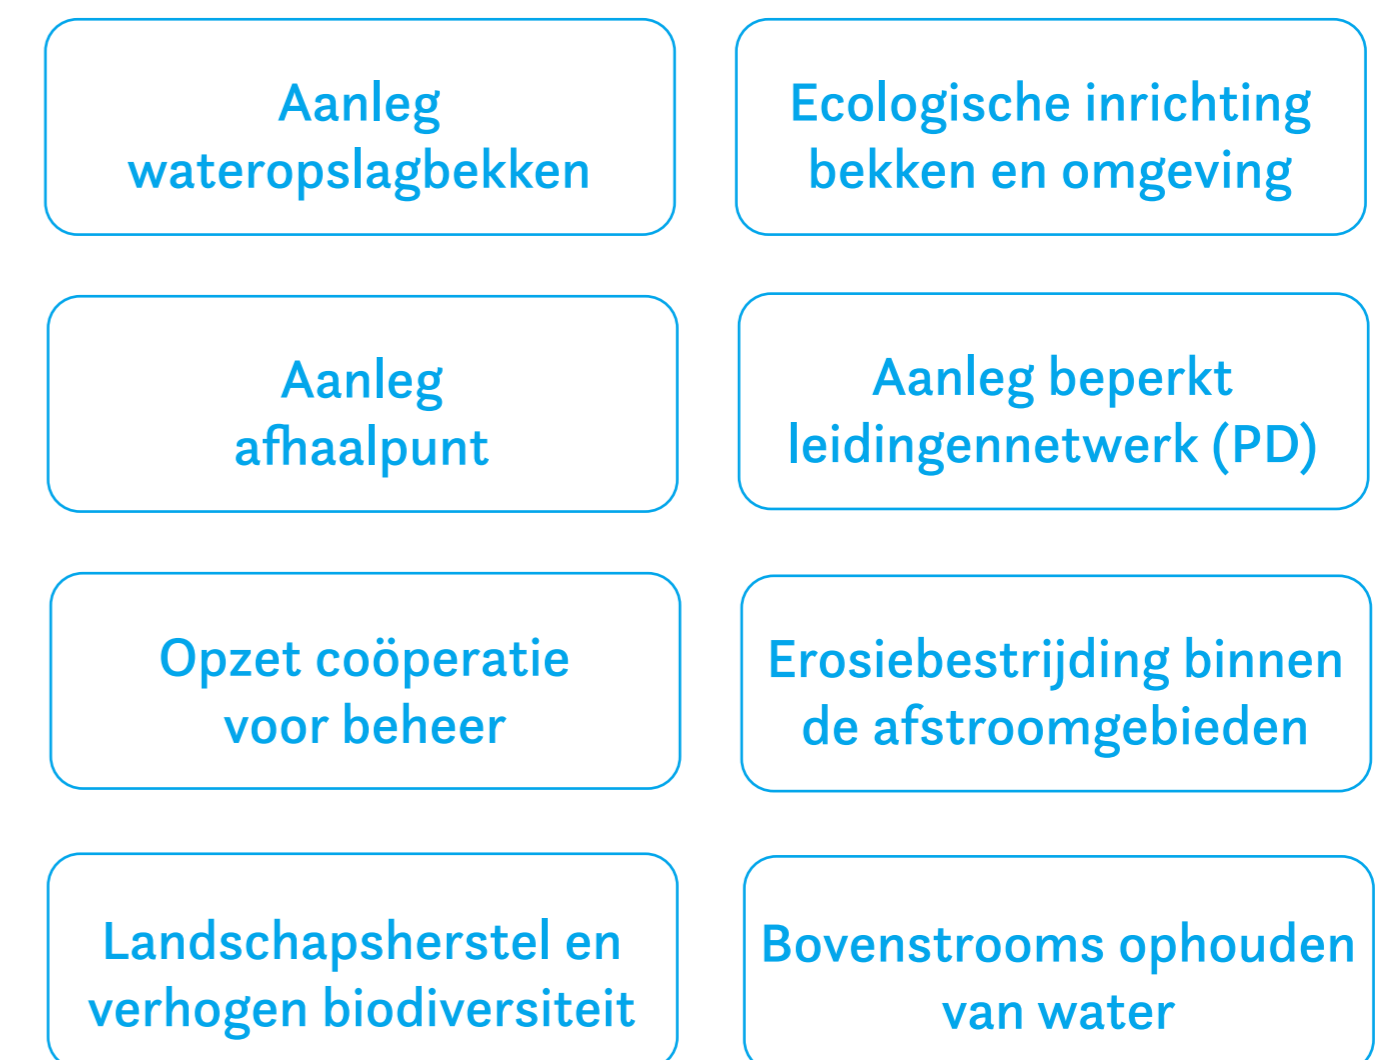 Aanleg
wateropslagbekken
Ecologische inrichting
bekken en omgeving
Aanleg
afhaalpunt
Aanleg beperkt
leidingennetwerk (PD)
Opzet coöperatie
voor beheer
Erosiebestrijding binnen
de afstroomgebieden
Landschapsherstel en
verhogen biodiversiteit
Bovenstrooms ophouden
van water